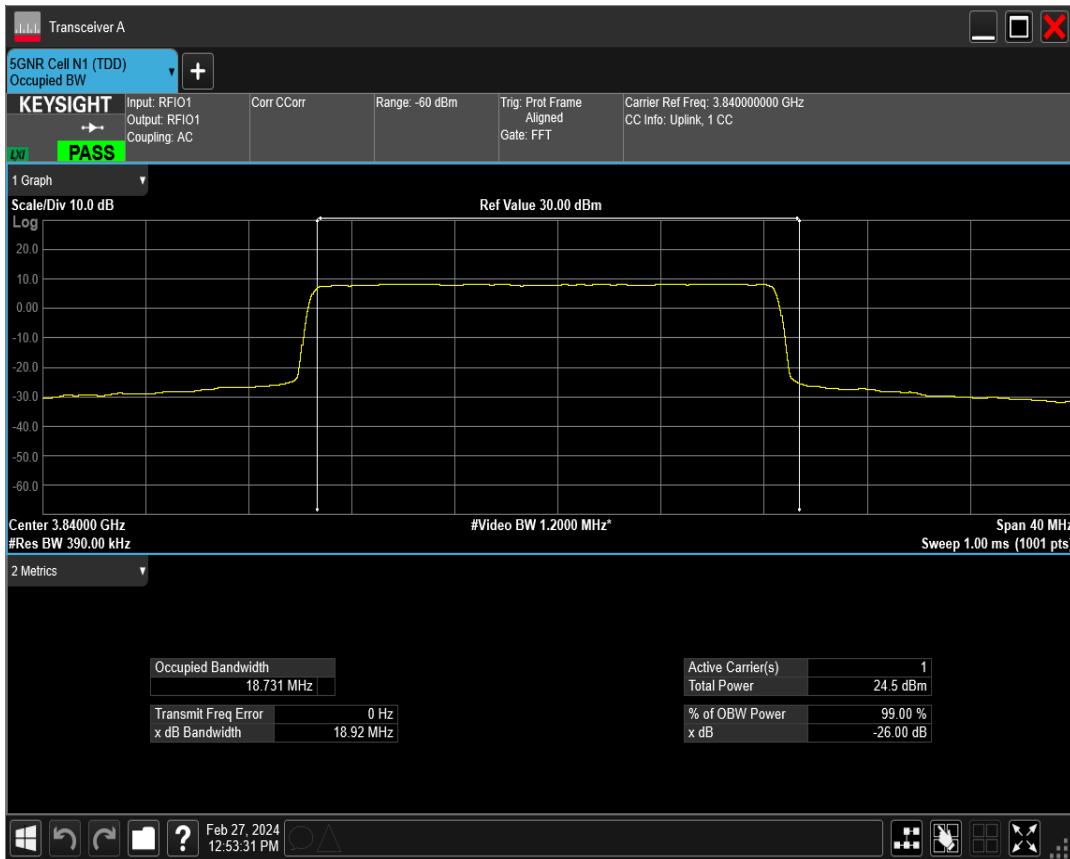 Transceiver A
5GNR Cell N1 (TDD)
Occupied BW
+
KEYSIGHT
LXI
PASS
Input: RFIO1
Output: RFIO1
Coupling: AC
Corr CCorr
Range: -60 dBm
Trig: Prot Frame
Aligned
Gate: FFT
Carrier Ref Freq: 3.840000000 GHz
CC Info: Uplink, 1 CC
1 Graph
Scale/Div 10.0 dB
Ref Value 30.00 dBm
Log
20.0
10.0
0.00
-10.0
-20.0
-30.0
-40.0
-50.0
-60.0
Center 3.84000 GHz
#Video BW 1.2000 MHz*
Span 40 MHz
#Res BW 390.00 kHz
Sweep 1.00 ms (1001 pts)
2 Metrics
Occupied Bandwidth
18.731 MHz
Transmit Freq Error 0 Hz
x dB Bandwidth 18.92 MHz
Active Carrier(s) 1
Total Power 24.5 dBm
% of OBW Power 99.00 %
x dB -26.00 dB
?
Feb 27, 2024
12:53:31 PM